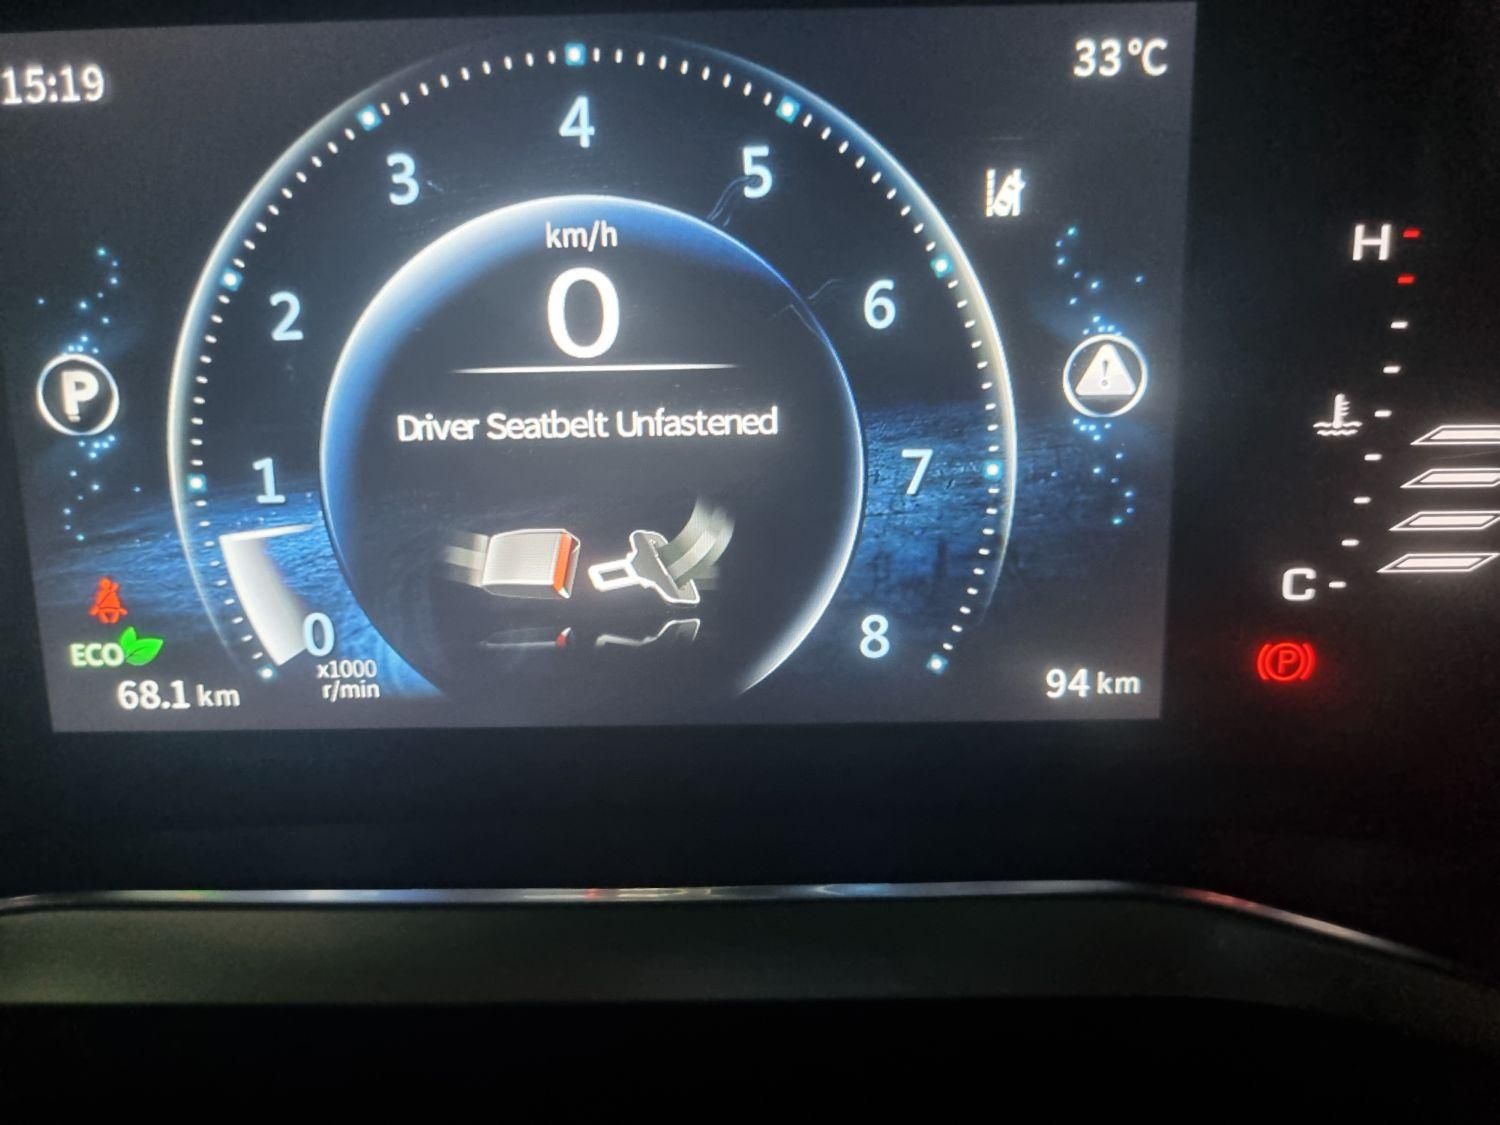 15:19
33°C
4
3
5
km/h
H
0
2
6
P
Driver Seatbelt Unfastened
1
7
C
0
8
ECO
x1000
r/min
P
68.1 km
94 km